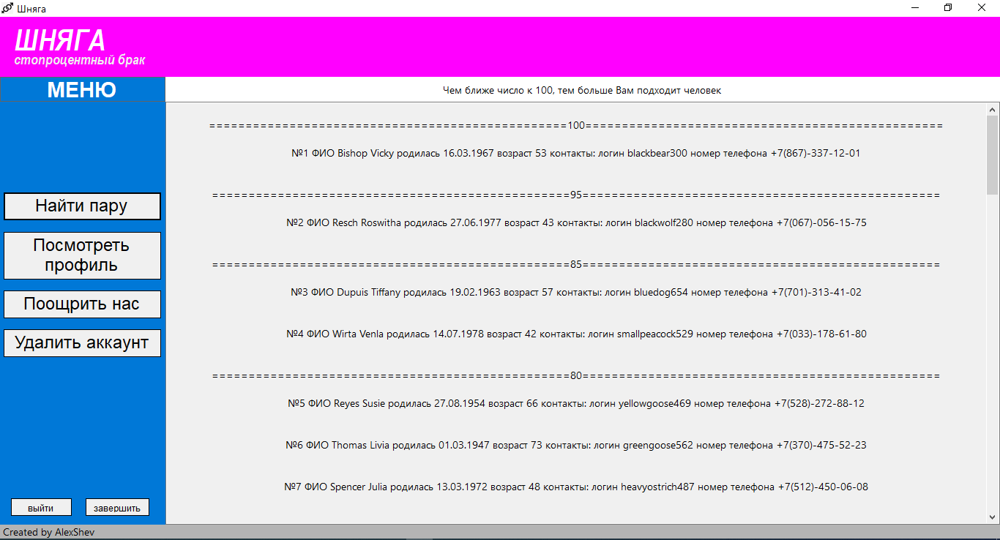 Шняга
ШНЯГА
стопроцентный брак
МЕНЮ
Чем ближе число к 100, тем больше Вам подходит человек
=================================================100=================================================
№1 ФИО Bishop Vicky родилась 16.03.1967 возраст 53 контакты: логин blackbear300 номер телефона +7(867)-337-12-01
=================================================95=================================================
№2 ФИО Resch Roswitha родилась 27.06.1977 возраст 43 контакты: логин blackwolf280 номер телефона +7(067)-056-15-75
=================================================85=================================================
№3 ФИО Dupuis Tiffany родилась 19.02.1963 возраст 57 контакты: логин bluedog654 номер телефона +7(701)-313-41-02
№4 ФИО Wirta Venla родилась 14.07.1978 возраст 42 контакты: логин smallpeacock529 номер телефона +7(033)-178-61-80
=================================================80=================================================
№5 ФИО Reyes Susie родилась 27.08.1954 возраст 66 контакты: логин yellowgoose469 номер телефона +7(528)-272-88-12
№6 ФИО Thomas Livia родилась 01.03.1947 возраст 73 контакты: логин greengoose562 номер телефона +7(370)-475-52-23
№7 ФИО Spencer Julia родилась 13.03.1972 возраст 48 контакты: логин heavyostrich487 номер телефона +7(512)-450-06-08
Найти пару
Посмотреть
профиль
Поощрить нас
Удалить аккаунт
выйти
завершить
Created by AlexShev